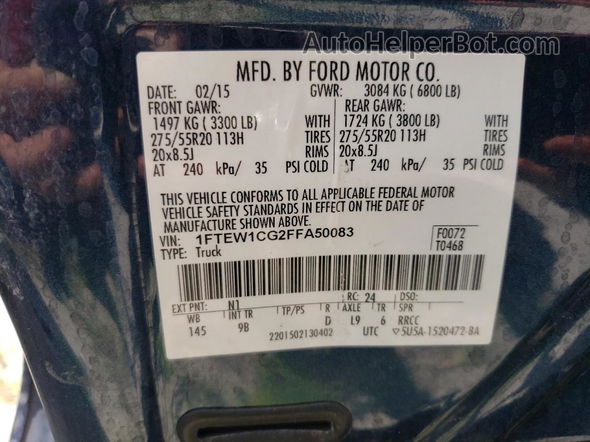 AutoHelperBot.com
MFD. BY FORD MOTOR CO.
DATE: 02/15 GVWR: 3084 KG ( 6800 LB)
FRONT GAWR: REAR GAWR:
1497 KG ( 3300 LB) WITH 1724 KG ( 3800 LB) WITH
275/55R20 113H TIRES 275/55R20 113H TIRES
20x8.5J RIMS 20x8.5J RIMS
AT 240 kPa/ 35 PSI COLD AT 240 kPa/ 35 PSI COLD
THIS VEHICLE CONFORMS TO ALL APPLICABLE FEDERAL MOTOR
VEHICLE SAFETY STANDARDS IN EFFECT ON THE DATE OF
MANUFACTURE SHOWN ABOVE.
VIN: 1FTEW1CG2FFA50083 F0072
TYPE: Truck T0468
EXT PNT: N1 RC: 24 DSO:
WB INT TR TP/PS R AXLE TR SPR
145 9B D L9 6 RRCC
2201502130402 UTC ▽5U5A-1520472-BA